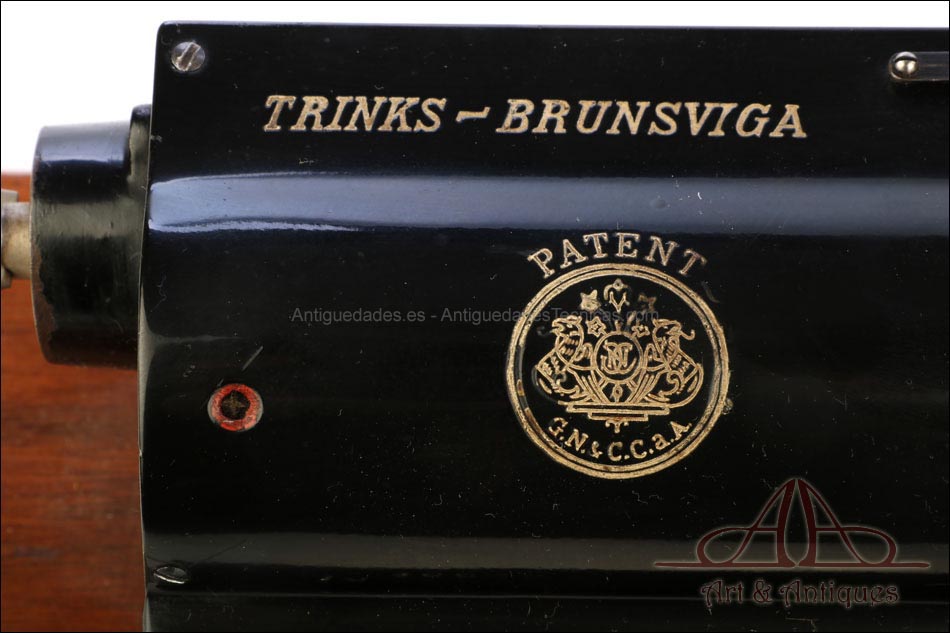 TRINKS - BRUNSVIGA
PATENT
Antiguedades.es - AntiguedadesTecnicas.com
G.N. & C.C.a.A.
Art & Antiques